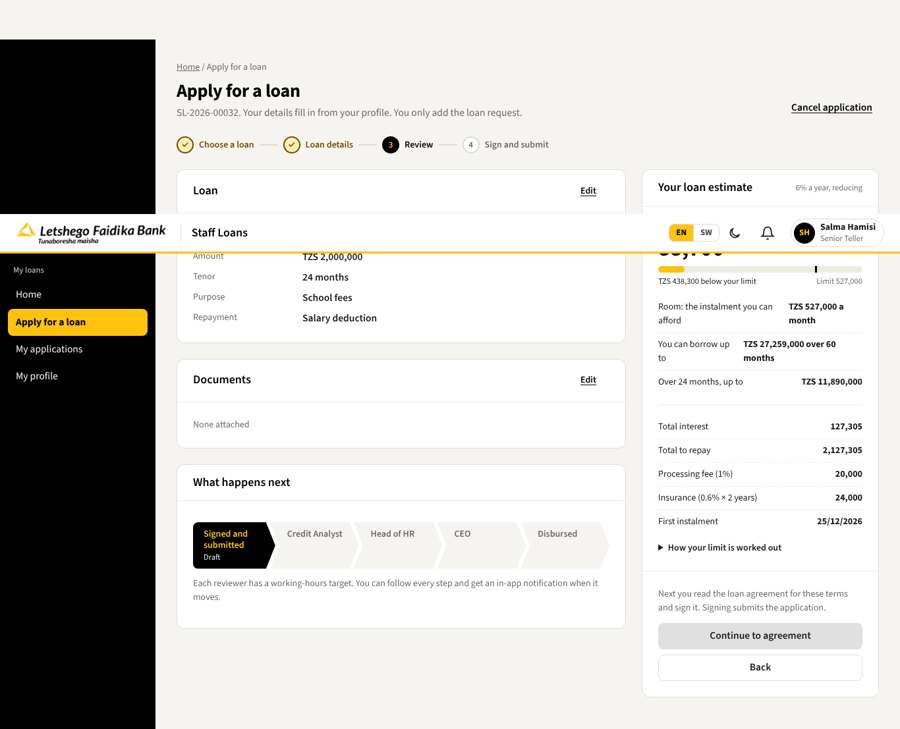 Home / Apply for a loan
Apply for a loan
SL-2026-00032. Your details fill in from your profile. You only add the loan request.
Cancel application
Choose a loan
Loan details
3 Review
4 Sign and submit
Loan
Edit
Your loan estimate
6% a year, reducing
Letshego Faidika Bank
Tunaboresha maisha
Staff Loans
EN SW
SH
Salma Hamisi
Senior Teller
My loans
Home
Apply for a loan
My applications
My profile
Amount TZS 2,000,000
Tenor 24 months
Purpose School fees
Repayment Salary deduction
Documents
Edit
None attached
What happens next
Signed and
submitted
Draft
Credit Analyst
Head of HR
CEO
Disbursed
Each reviewer has a working-hours target. You can follow every step and get an in-app notification when it
moves.
TZS 438,300 below your limit
Limit 527,000
Room: the instalment you can
afford
TZS 527,000 a
month
You can borrow up
to
TZS 27,259,000 over 60
months
Over 24 months, up to TZS 11,890,000
Total interest 127,305
Total to repay 2,127,305
Processing fee (1%) 20,000
Insurance (0.6% × 2 years) 24,000
First instalment 25/12/2026
How your limit is worked out
Next you read the loan agreement for these terms
and sign it. Signing submits the application.
Continue to agreement
Back